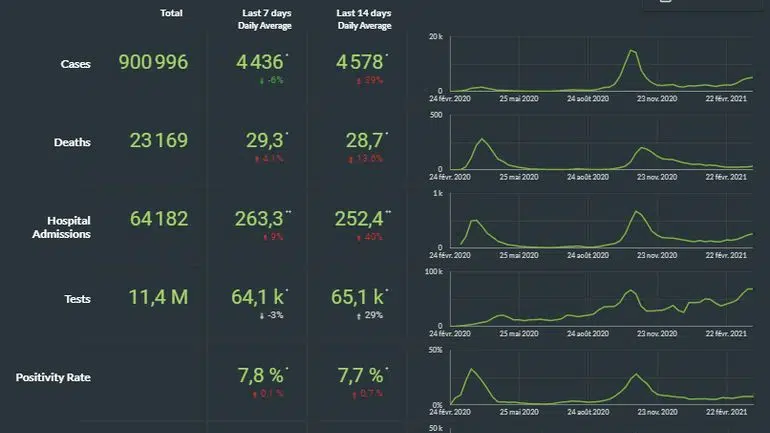 Total
Last 7 days
Daily Average
Last 14 days
Daily Average
Cases
900 996
4 436*
-6%
4 578*
29%
20 k
0
24 févr. 2020 25 mai 2020 24 août 2020 23 nov. 2020 22 févr. 2021
Deaths
23 169
29,3*
4,1%
28,7*
13,6%
500
0
24 févr. 2020 25 mai 2020 24 août 2020 23 nov. 2020 22 févr. 2021
Hospital
Admissions
64 182
263,3**
9%
252,4**
40%
1 k
0
24 févr. 2020 25 mai 2020 24 août 2020 23 nov. 2020 22 févr. 2021
Tests
11,4 M
64,1 k*
-3%
65,1 k*
29%
100 k
0
24 févr. 2020 25 mai 2020 24 août 2020 23 nov. 2020 22 févr. 2021
Positivity Rate
7,8 %*
0,1 %
7,7 %*
0,7 %
50%
0%
24 févr. 2020 25 mai 2020 24 août 2020 23 nov. 2020 22 févr. 2021
50 k